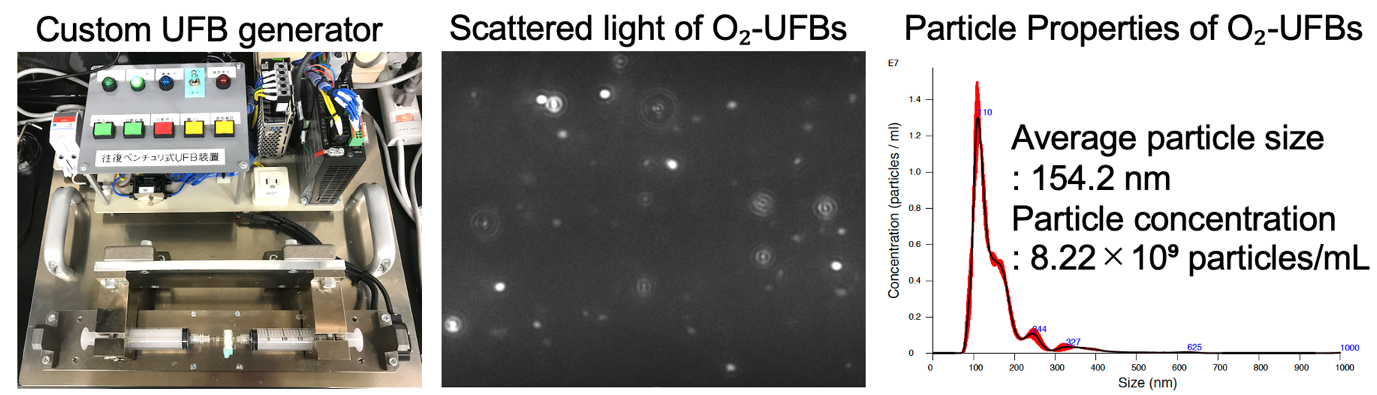 Custom UFB generator
往復ベンチュリ式UFB装置
Scattered light of O₂-UFBs
Particle Properties of O₂-UFBs
E7
Concentration (particles / ml)
1.4
1.2
1.0
0.8
0.6
0.4
0.2
0
110
244
327
625
1000
Average particle size
: 154.2 nm
Particle concentration
: 8.22×10⁹ particles/mL
0 100 200 300 400 500 600 700 800 900 1000
Size (nm)